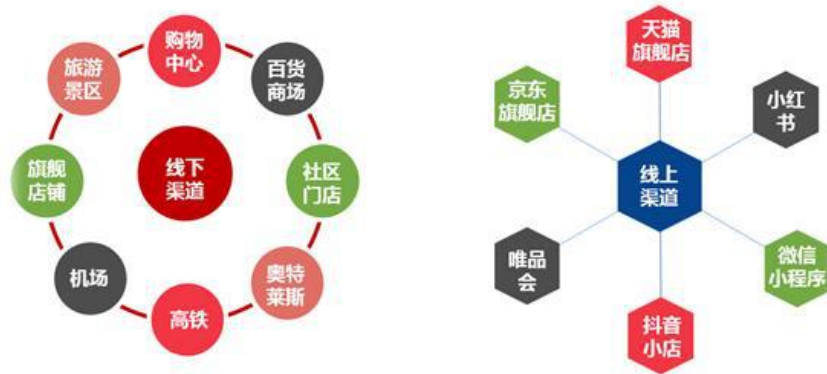 购物
中心
百货
商场
社区
门店
奥特
莱斯
高铁
机场
旗舰
店铺
旅游
景区
线下
渠道
天猫
旗舰店
小红
书
微信
小程序
抖音
小店
唯品
会
京东
旗舰店
线上
渠道